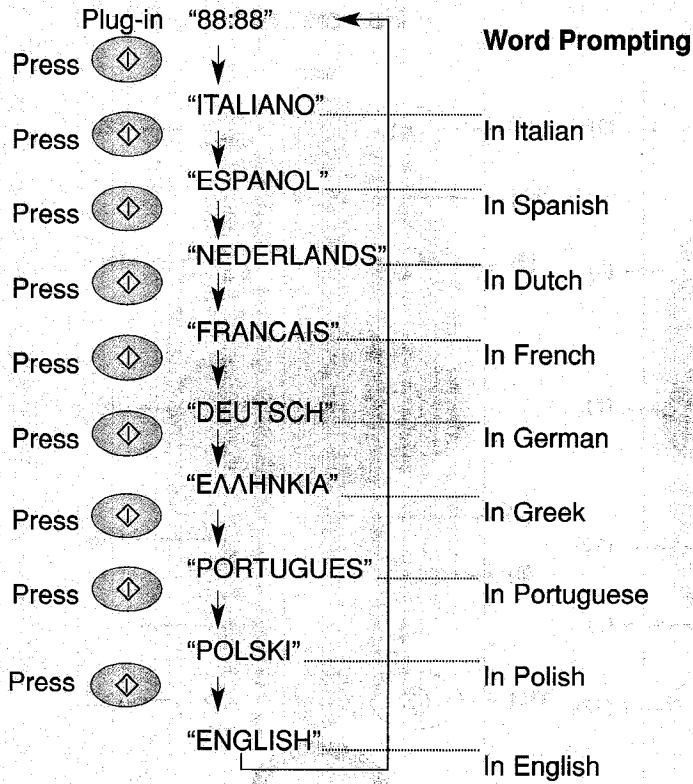 Plug-in “88:88”
Word Prompting
Press
“ITALIANO” In Italian
Press
“ESPANOL” In Spanish
Press
“NEDERLANDS” In Dutch
Press
“FRANCAIS” In French
Press
“DEUTSCH” In German
Press
“ΕΛΛΗΝΚΙΑ” In Greek
Press
“PORTUGUES” In Portuguese
Press
“POLSKI” In Polish
Press
“ENGLISH” In English